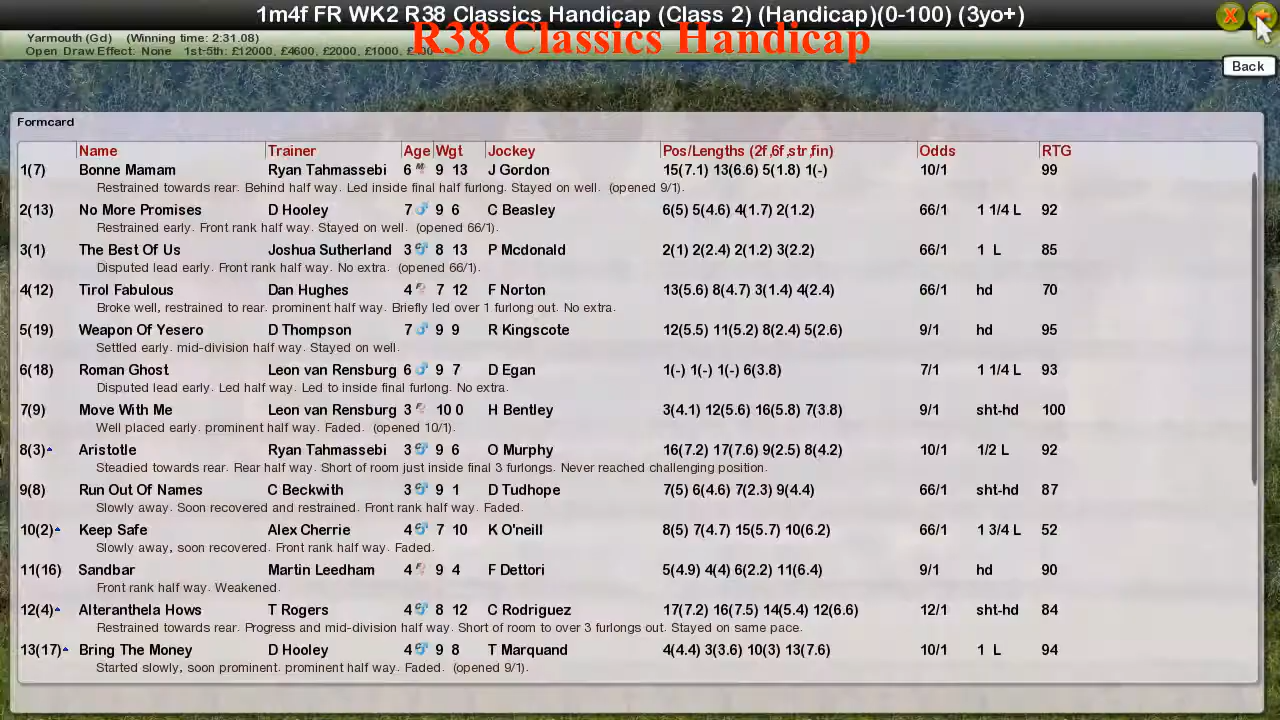 1m4f FR WK2 R38 Classics Handicap (Class 2) (Handicap)(0-100) (3yo+)
R38 Classics Handicap
Yarmouth (Gd) (Winning time: 2:31.08)
Open Draw Effect: None 1st-5th: £12000, £4600, £2000, £1000,
Back
Formcard
Name Trainer Age Wgt Jockey Pos/Lengths (2f,6f,str,fin) Odds RTG
1(7) Bonne Mamam Ryan Tahmassebi 6 9 13 J Gordon 15(7.1) 13(6.6) 5(1.8) 1(-) 10/1 99
Restrained towards rear. Behind half way. Led inside final half furlong. Stayed on well. (opened 9/1).
2(13) No More Promises D Hooley 7 9 6 C Beasley 6(5) 5(4.6) 4(1.7) 2(1.2) 66/1 1 1/4 L 92
Restrained early. Front rank half way. Stayed on well. (opened 66/1).
3(1) The Best Of Us Joshua Sutherland 3 8 13 P Mcdonald 2(1) 2(2.4) 2(1.2) 3(2.2) 66/1 1 L 85
Disputed lead early. Front rank half way. No extra. (opened 66/1).
4(12) Tirol Fabulous Dan Hughes 4 7 12 F Norton 13(5.6) 8(4.7) 3(1.4) 4(2.4) 66/1 hd 70
Broke well, restrained to rear. prominent half way. Briefly led over 1 furlong out. No extra.
5(19) Weapon Of Yesero D Thompson 7 9 9 R Kingscote 12(5.5) 11(5.2) 8(2.4) 5(2.6) 9/1 hd 95
Settled early. mid-division half way. Stayed on well.
6(18) Roman Ghost Leon van Rensburg 6 9 7 D Egan 1(-) 1(-) 1(-) 6(3.8) 7/1 1 1/4 L 93
Disputed lead early. Led half way. Led to inside final furlong. No extra.
7(9) Move With Me Leon van Rensburg 3 10 0 H Bentley 3(4.1) 12(5.6) 16(5.8) 7(3.8) 9/1 sht-hd 100
Well placed early. prominent half way. Faded. (opened 10/1).
8(3) Aristotle Ryan Tahmassebi 3 9 6 O Murphy 16(7.2) 17(7.6) 9(2.5) 8(4.2) 10/1 1/2 L 92
Steadied towards rear. Rear half way. Short of room just inside final 3 furlongs. Never reached challenging position.
9(8) Run Out Of Names C Beckwith 3 9 1 D Tudhope 7(5) 6(4.6) 7(2.3) 9(4.4) 66/1 sht-hd 87
Slowly away. Soon recovered and restrained. Front rank half way. Faded.
10(2) Keep Safe Alex Cherrie 4 7 10 K O'neill 8(5) 7(4.7) 15(5.7) 10(6.2) 66/1 1 3/4 L 52
Slowly away, soon recovered. Front rank half way. Faded.
11(16) Sandbar Martin Leedham 4 9 4 F Dettori 5(4.9) 4(4) 6(2.2) 11(6.4) 9/1 hd 90
Front rank half way. Weakened.
12(4) Alteranthela Hows T Rogers 4 8 12 C Rodriguez 17(7.2) 16(7.5) 14(5.4) 12(6.6) 12/1 sht-hd 84
Restrained towards rear. Progress and mid-division half way. Short of room to over 3 furlongs out. Stayed on same pace.
13(17) Bring The Money D Hooley 4 9 8 T Marquand 4(4.4) 3(3.6) 10(3) 13(7.6) 10/1 1 L 94
Started slowly, soon prominent. prominent half way. Faded. (opened 9/1).